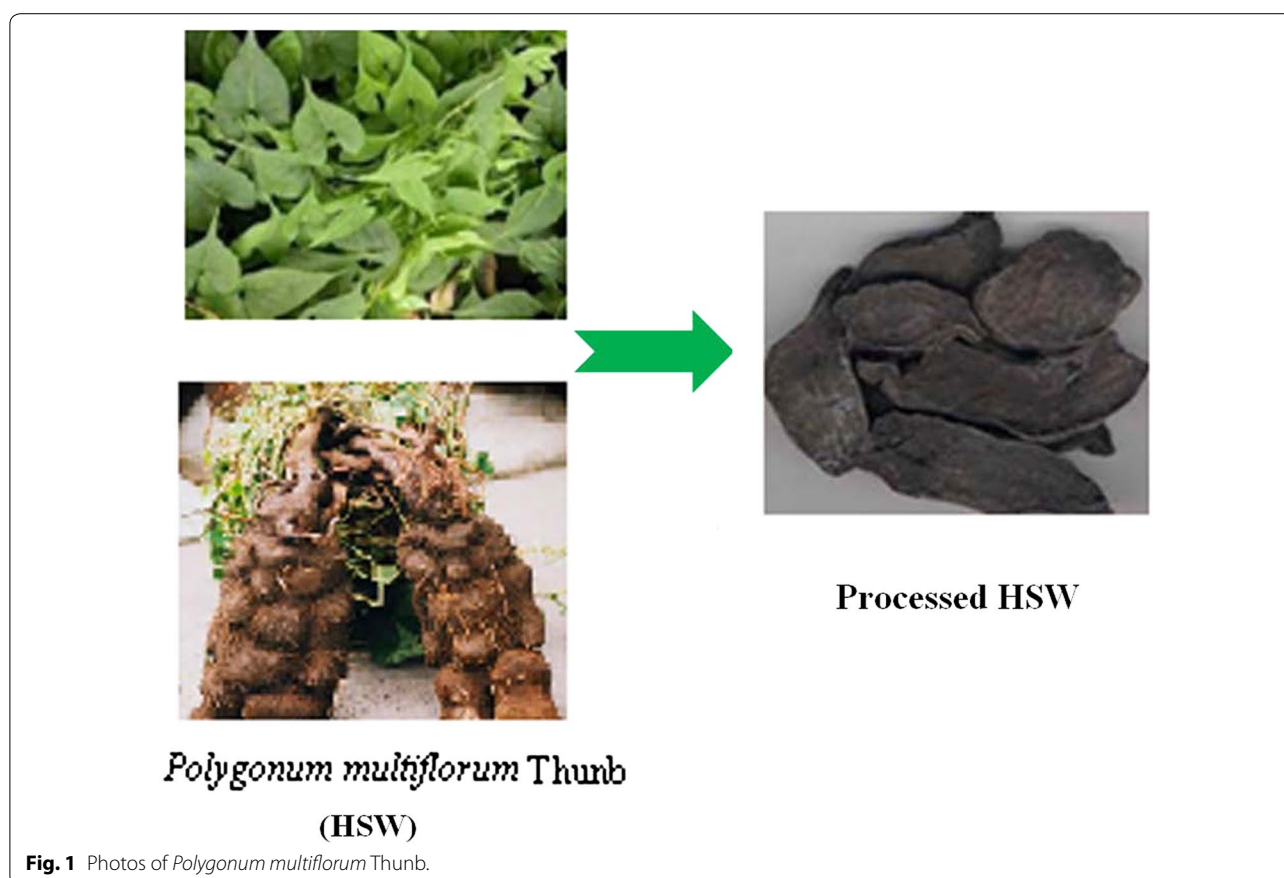 Polygonum multiflorum Thunb
(HSW)
Processed HSW
Fig. 1 Photos of Polygonum multiflorum Thunb.